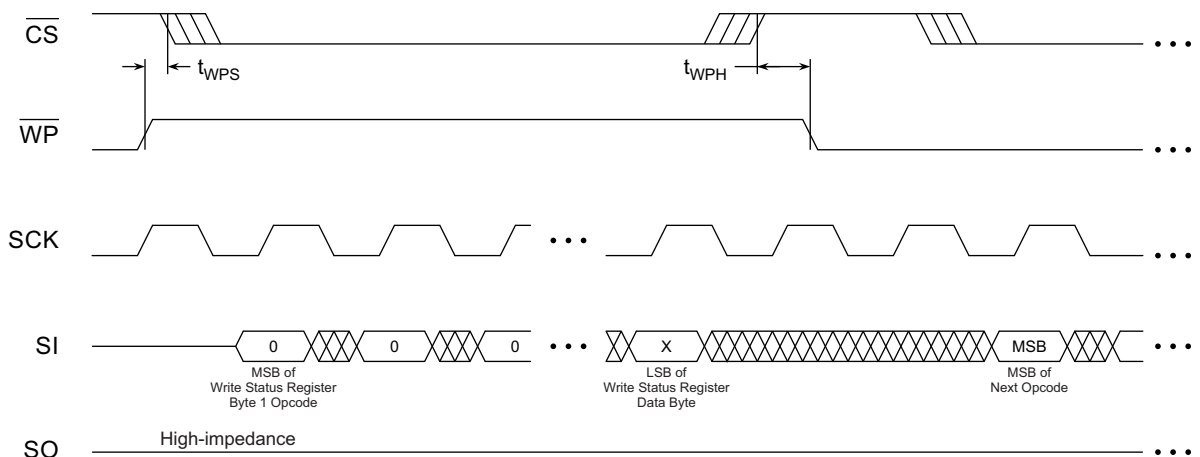 CS
tWPS
tWPH
WP
SCK
SI
0
0
0
X
MSB
MSB of
Write Status Register
Byte 1 Opcode
LSB of
Write Status Register
Data Byte
MSB of
Next Opcode
High-impedance
SO